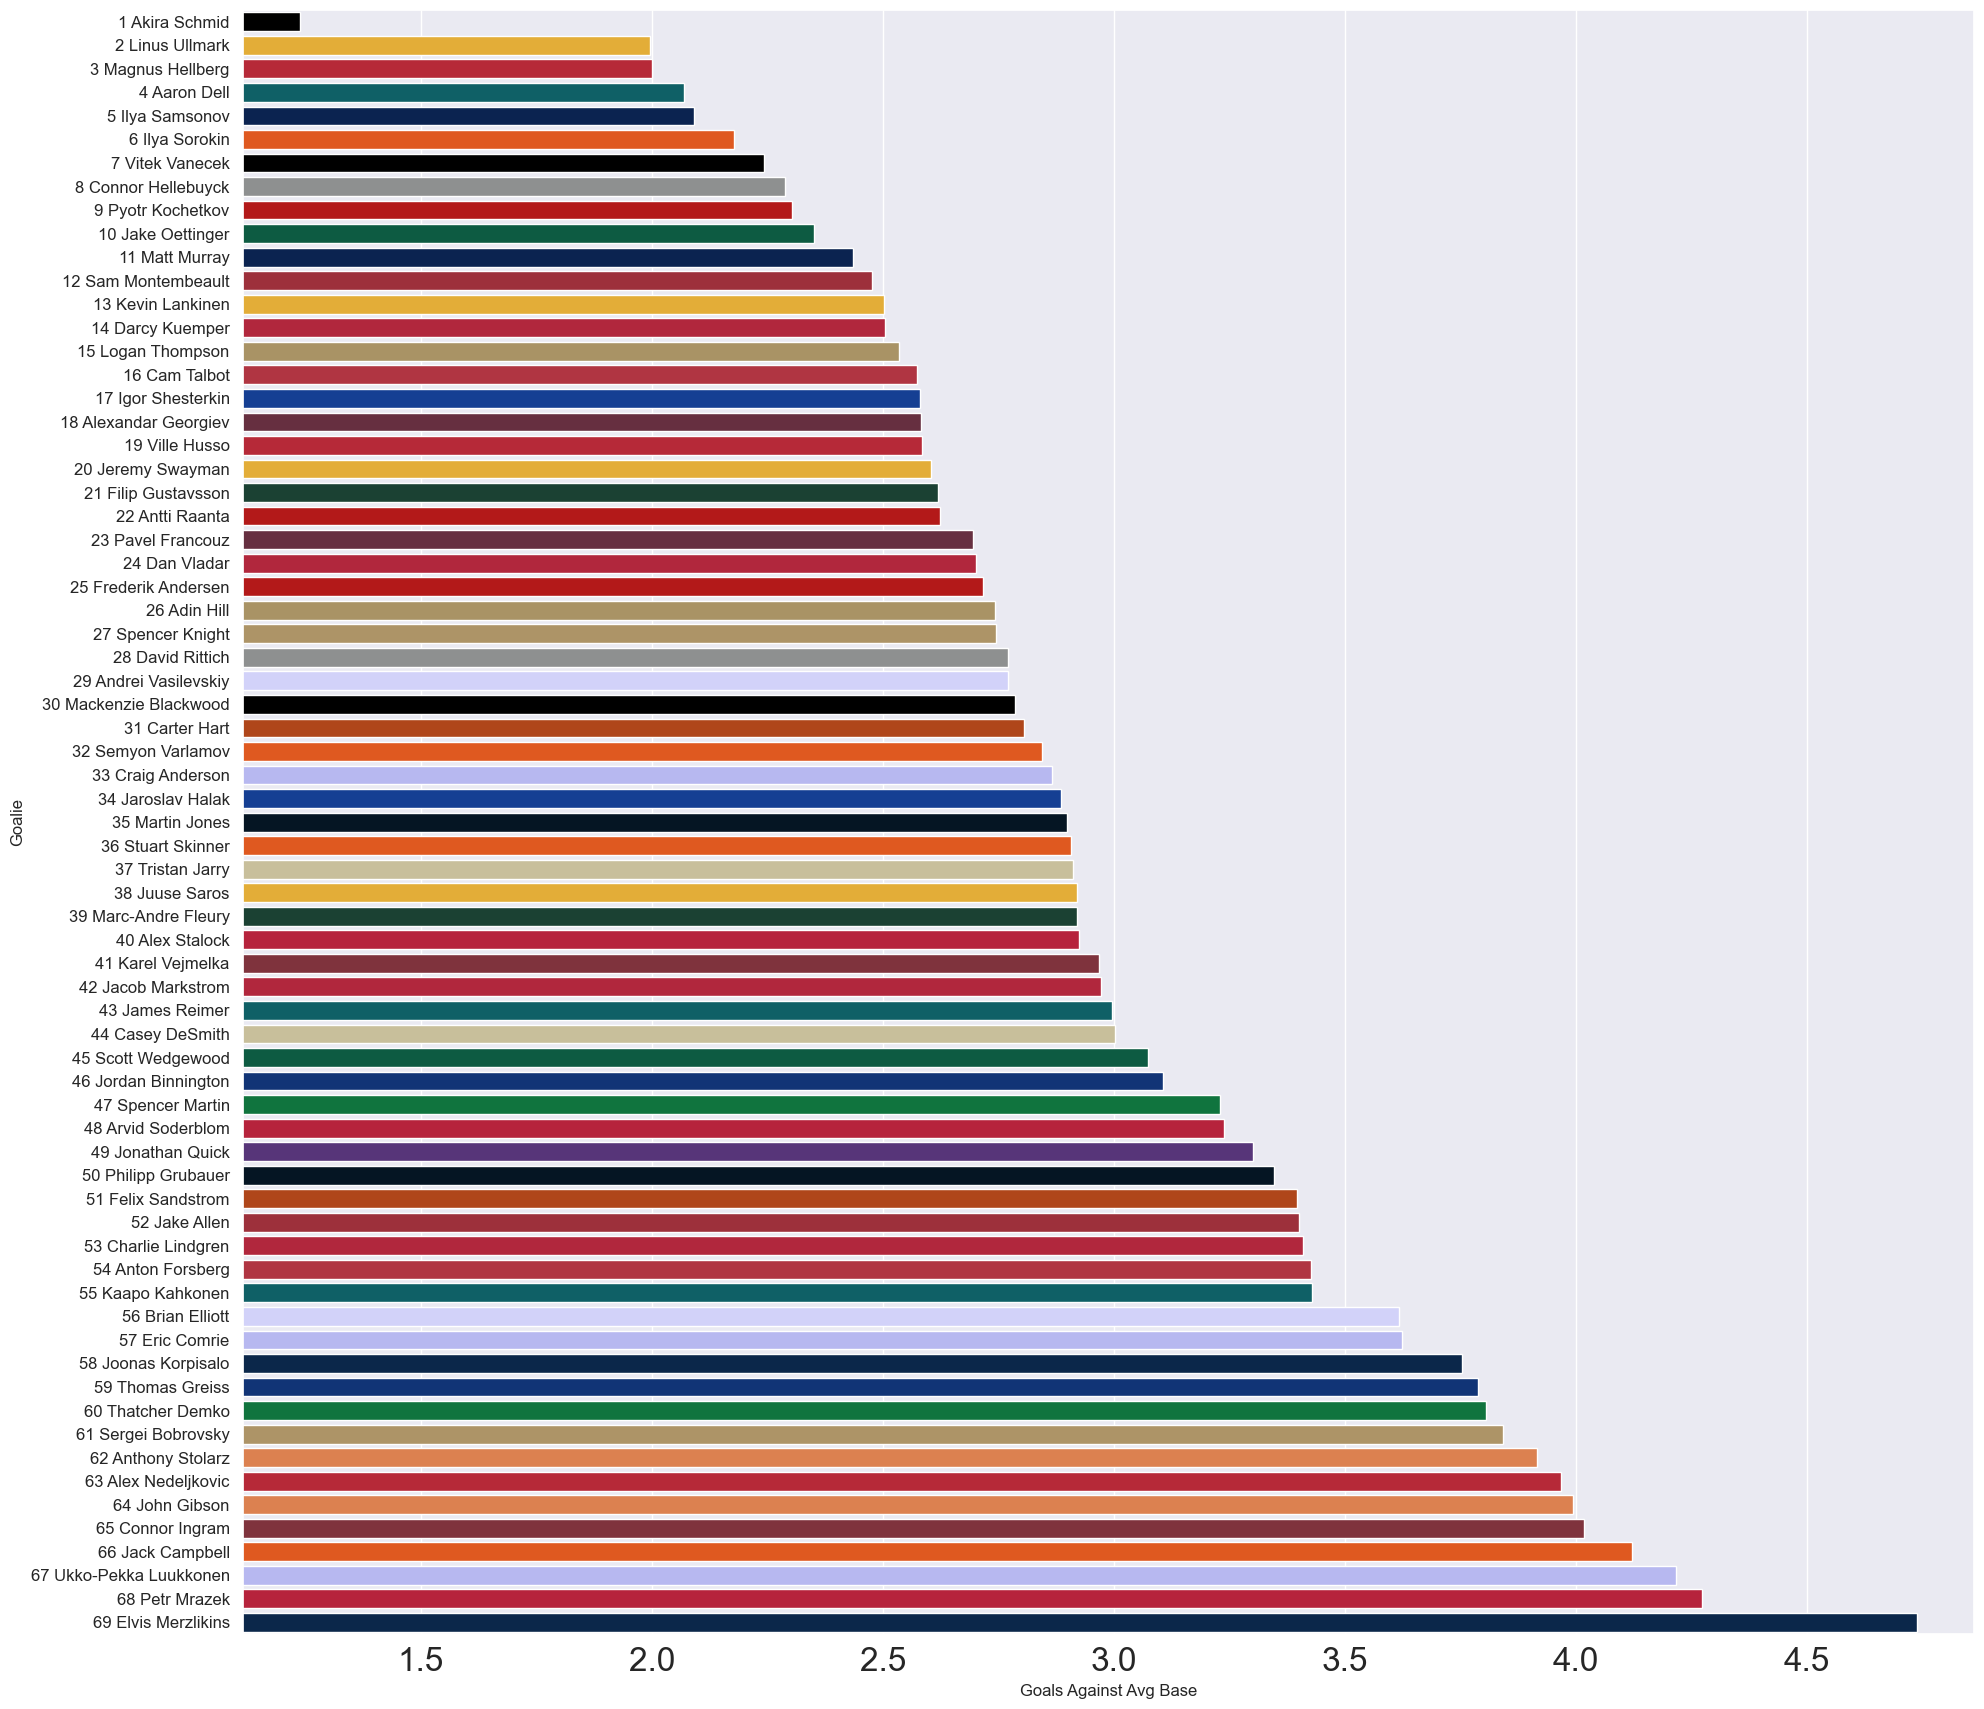 1 Akira Schmid
2 Linus Ullmark
3 Magnus Hellberg
4 Aaron Dell
5 Ilya Samsonov
6 Ilya Sorokin
7 Vitek Vanecek
8 Connor Hellebuyck
9 Pyotr Kochetkov
10 Jake Oettinger
11 Matt Murray
12 Sam Montembeault
13 Kevin Lankinen
14 Darcy Kuemper
15 Logan Thompson
16 Cam Talbot
17 Igor Shesterkin
18 Alexandar Georgiev
19 Ville Husso
20 Jeremy Swayman
21 Filip Gustavsson
22 Antti Raanta
23 Pavel Francouz
24 Dan Vladar
25 Frederik Andersen
26 Adin Hill
27 Spencer Knight
28 David Rittich
29 Andrei Vasilevskiy
30 Mackenzie Blackwood
31 Carter Hart
32 Semyon Varlamov
33 Craig Anderson
34 Jaroslav Halak
35 Martin Jones
36 Stuart Skinner
37 Tristan Jarry
38 Juuse Saros
39 Marc-Andre Fleury
40 Alex Stalock
41 Karel Vejmelka
42 Jacob Markstrom
43 James Reimer
44 Casey DeSmith
45 Scott Wedgewood
46 Jordan Binnington
47 Spencer Martin
48 Arvid Soderblom
49 Jonathan Quick
50 Philipp Grubauer
51 Felix Sandstrom
52 Jake Allen
53 Charlie Lindgren
54 Anton Forsberg
55 Kaapo Kahkonen
56 Brian Elliott
57 Eric Comrie
58 Joonas Korpisalo
59 Thomas Greiss
60 Thatcher Demko
61 Sergei Bobrovsky
62 Anthony Stolarz
63 Alex Nedeljkovic
64 John Gibson
65 Connor Ingram
66 Jack Campbell
67 Ukko-Pekka Luukkonen
68 Petr Mrazek
69 Elvis Merzlikins
Goalie
1.5 2.0 2.5 3.0 3.5 4.0 4.5
Goals Against Avg Base